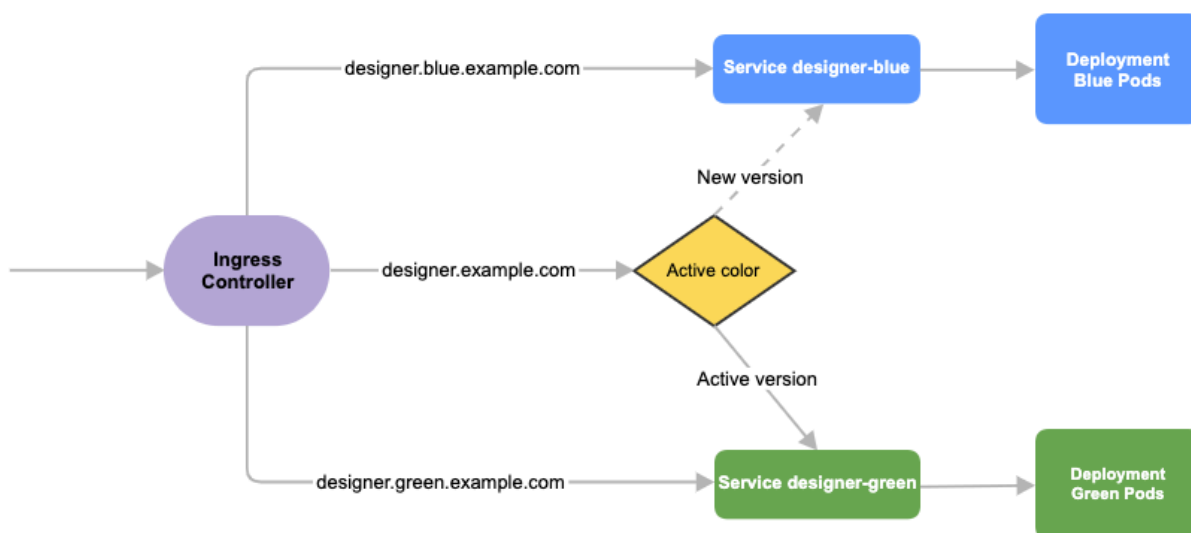 designer.blue.example.com
Service designer-blue
Deployment
Blue Pods
New version
Ingress
Controller
designer.example.com
Active color
Active version
designer.green.example.com
Service designer-green
Deployment
Green Pods